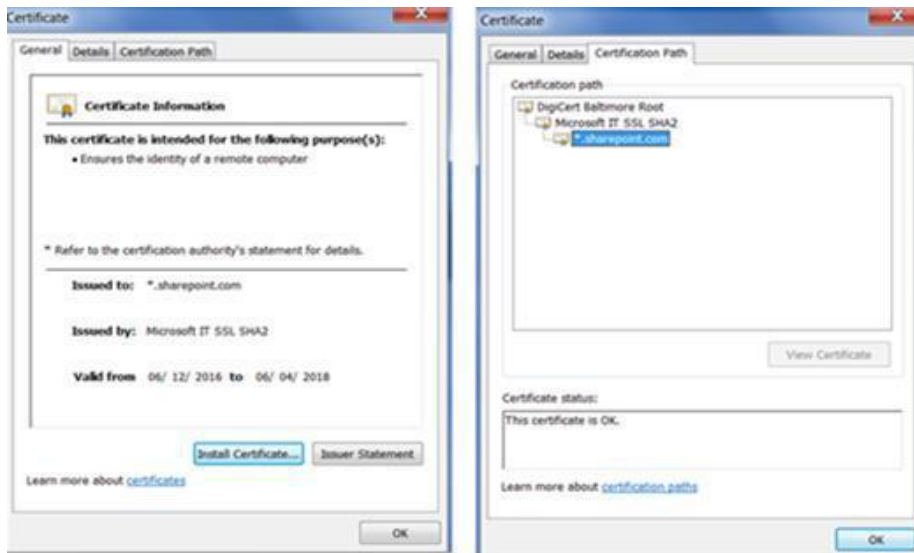 Certificate
General Details Certification Path
Certificate Information
This certificate is intended for the following purpose(s):
• Ensures the identity of a remote computer
* Refer to the certification authority's statement for details.
Issued to: *.sharepoint.com
Issued by: Microsoft IT SSL SHA2
Valid from 06/ 12/ 2016 to 06/ 04/ 2018
Install Certificate... Issuer Statement
Learn more about certificates
OK
Certificate
General Details Certification Path
Certification path
DigiCert Baltimore Root
Microsoft IT SSL SHA2
*.sharepoint.com
View Certificate
Certificate status:
This certificate is OK.
Learn more about certification paths
OK